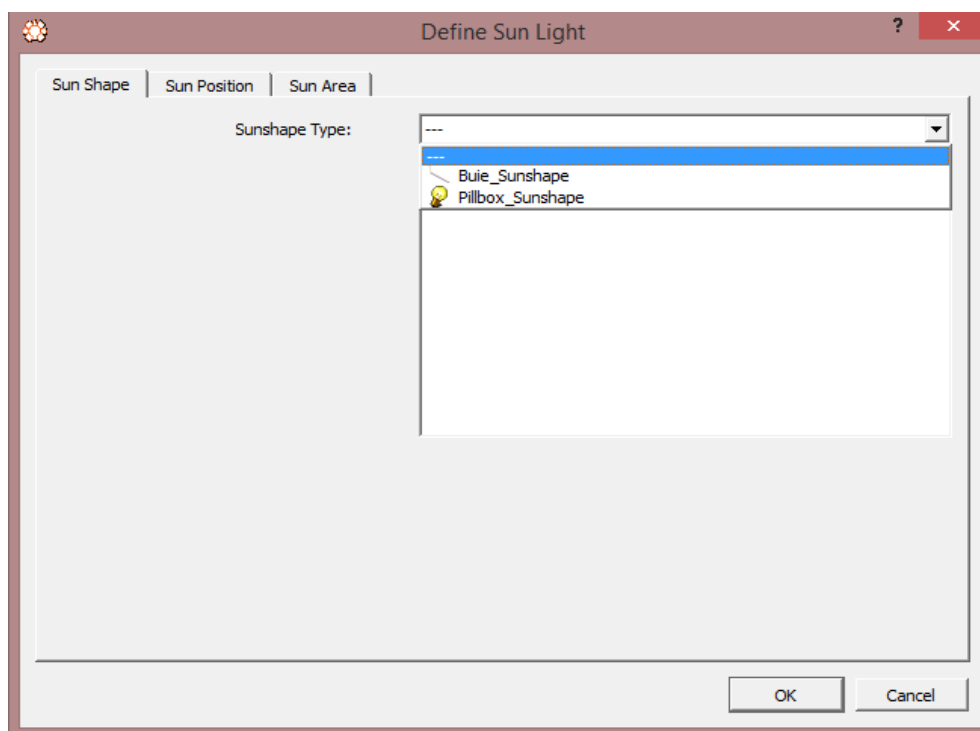 Define Sun Light
?
Sun Shape Sun Position Sun Area
Sunshape Type: ---
---
Buie_Sunshape
Pillbox_Sunshape
OK Cancel